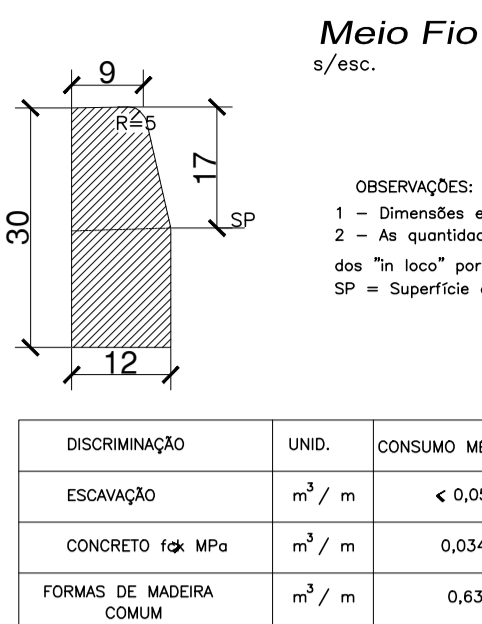 Meio Fio
s/esc.
9
R=5
17
30
SP
12
OBSERVAÇÕES:
1 – Dimensões e
2 – As quantidad
dos "in loco" por
SP = Superfície
DISCRIMINAÇÃO UNID. CONSUMO MÉ
ESCAVAÇÃO m³/ m < 0,05
CONCRETO fck MPa m³/ m 0,034
FORMAS DE MADEIRA COMUM m³/ m 0,63